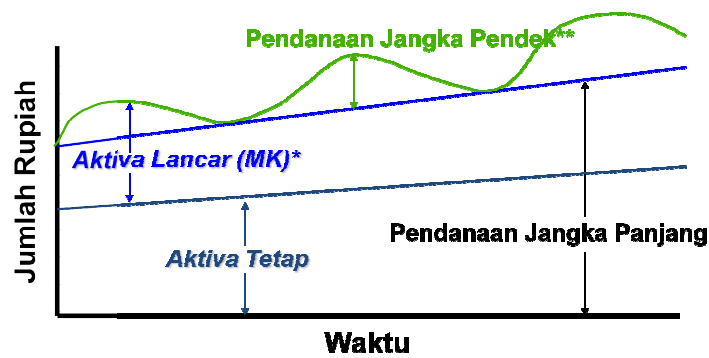 Pendanaan Jangka Pendek**
Jumlah Rupiah
Aktiva Lancar (MK)*
Pendanaan Jangka Panjang
Aktiva Tetap
Waktu